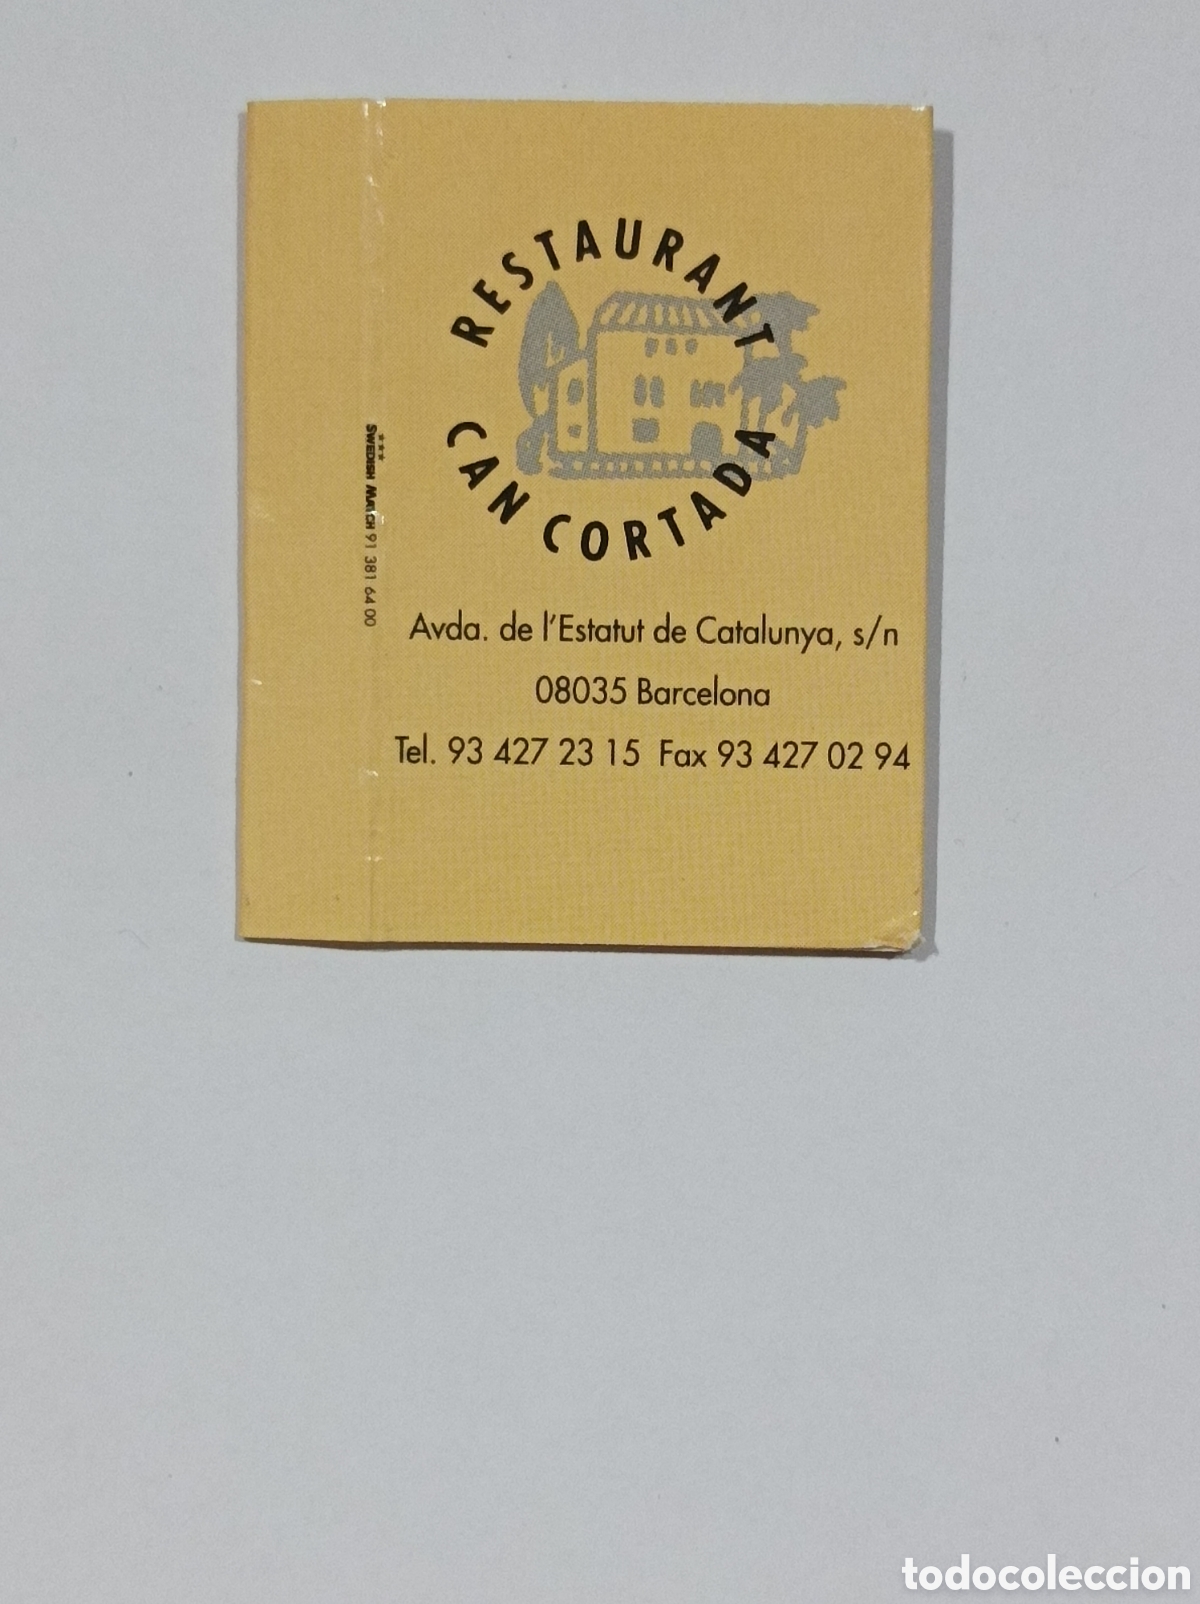 RESTAURANT
CAN CORTADA
Avda. de l'Estatut de Catalunya, s/n
08035 Barcelona
Tel. 93 427 23 15 Fax 93 427 02 94
*** SWEDISH MATCH 91 381 64 00
todocoleccion